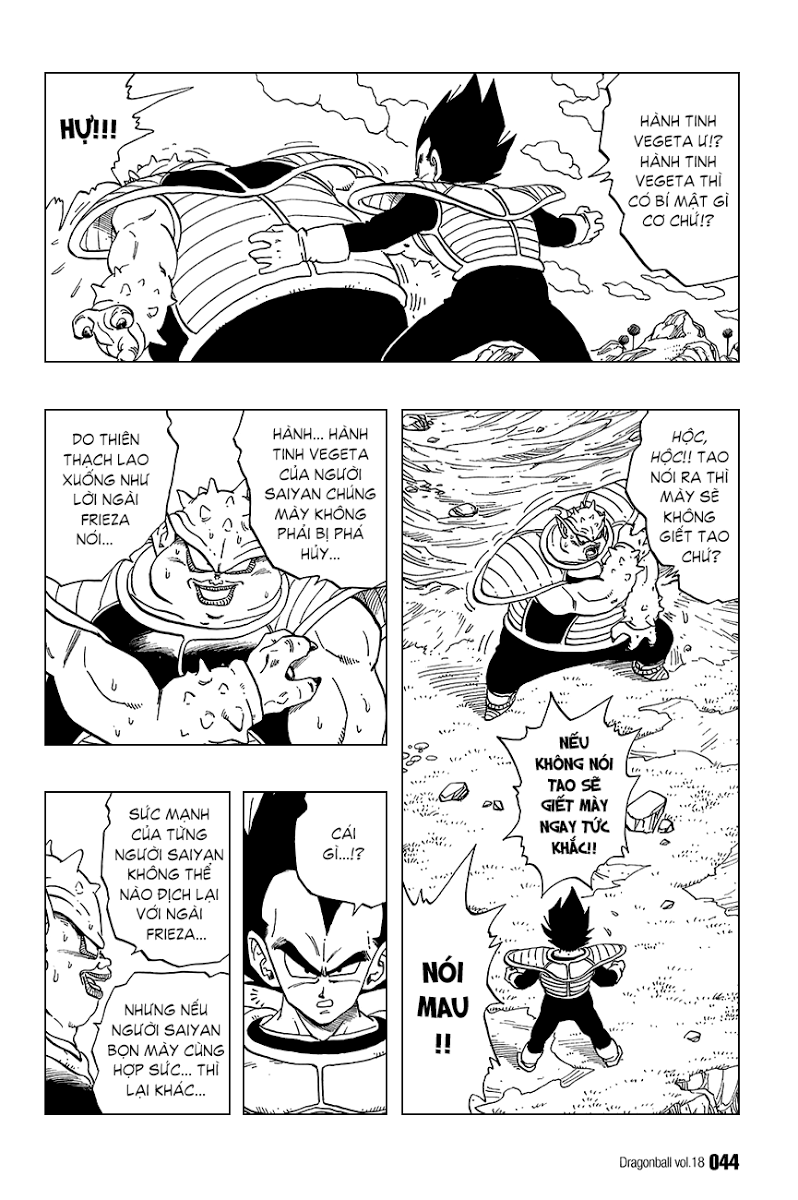 HÀNH TINH
VEGETA Ư!?
HÀNH TINH
VEGETA THÌ
CÓ BÍ MẬT GÌ
CƠ CHỨ!?
HỰ!!!
HỘC,
HỘC!! TAO
NÓI RA THÌ
MÀY SẼ
KHÔNG
GIẾT TAO
CHỨ?
NẾU
KHÔNG NÓI
TAO SẼ
GIẾT MÀY
NGAY TỨC
KHẮC!!
NÓI
MAU
!!
HÀNH... HÀNH
TINH VEGETA
CỦA NGƯỜI
SAIYAN CHÚNG
MÀY KHÔNG
PHẢI BỊ PHÁ
HỦY...
DO THIÊN
THẠCH LAO
XUỐNG NHƯ
LỜI NGÀI
FRIEZA
NÓI...
CÁI
GÌ...!?
SỨC MẠNH
CỦA TỪNG
NGƯỜI SAIYAN
KHÔNG THỂ
NÀO ĐỊCH LẠI
VỚI NGÀI
FRIEZA...
NHƯNG NẾU
NGƯỜI SAIYAN
BỌN MÀY CÙNG
HỢP SỨC... THÌ
LẠI KHÁC...
Dragonball vol.18 044